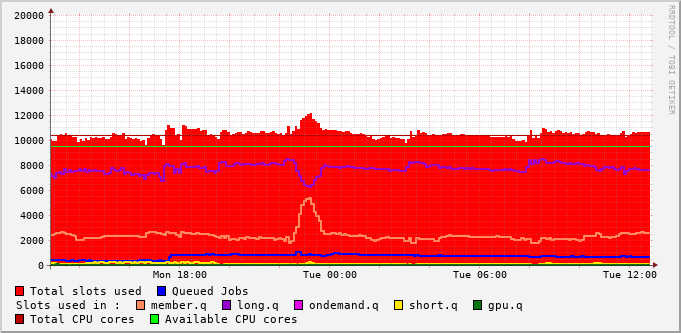 RRDTOOL / TOBI OETIKER
20000
18000
16000
14000
12000
10000
8000
6000
4000
2000
0
Mon 18:00 Tue 00:00 Tue 06:00 Tue 12:00
Total slots used Queued Jobs
Slots used in : member.q long.q ondemand.q short.q gpu.q
Total CPU cores Available CPU cores